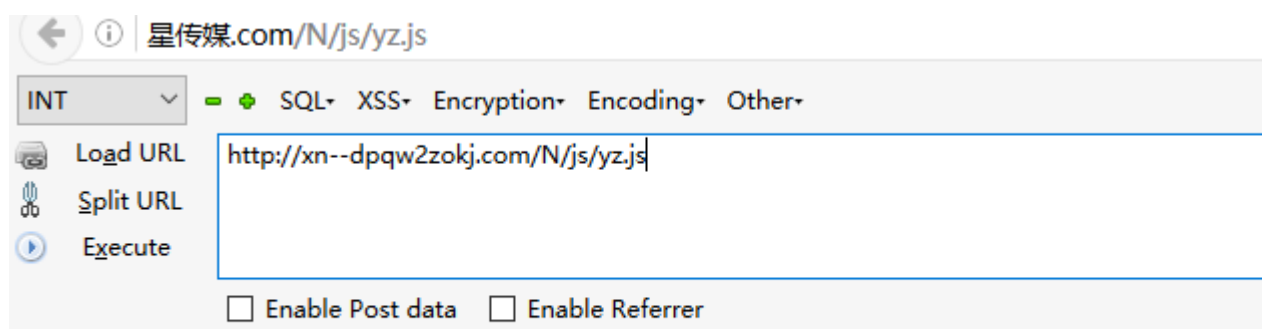 星传媒.com/N/js/yz.js
INT SQL XSS Encryption Encoding Other
Load URL http://xn--dpqw2zokj.com/N/js/yz.js
Split URL
Execute
Enable Post data Enable Referrer